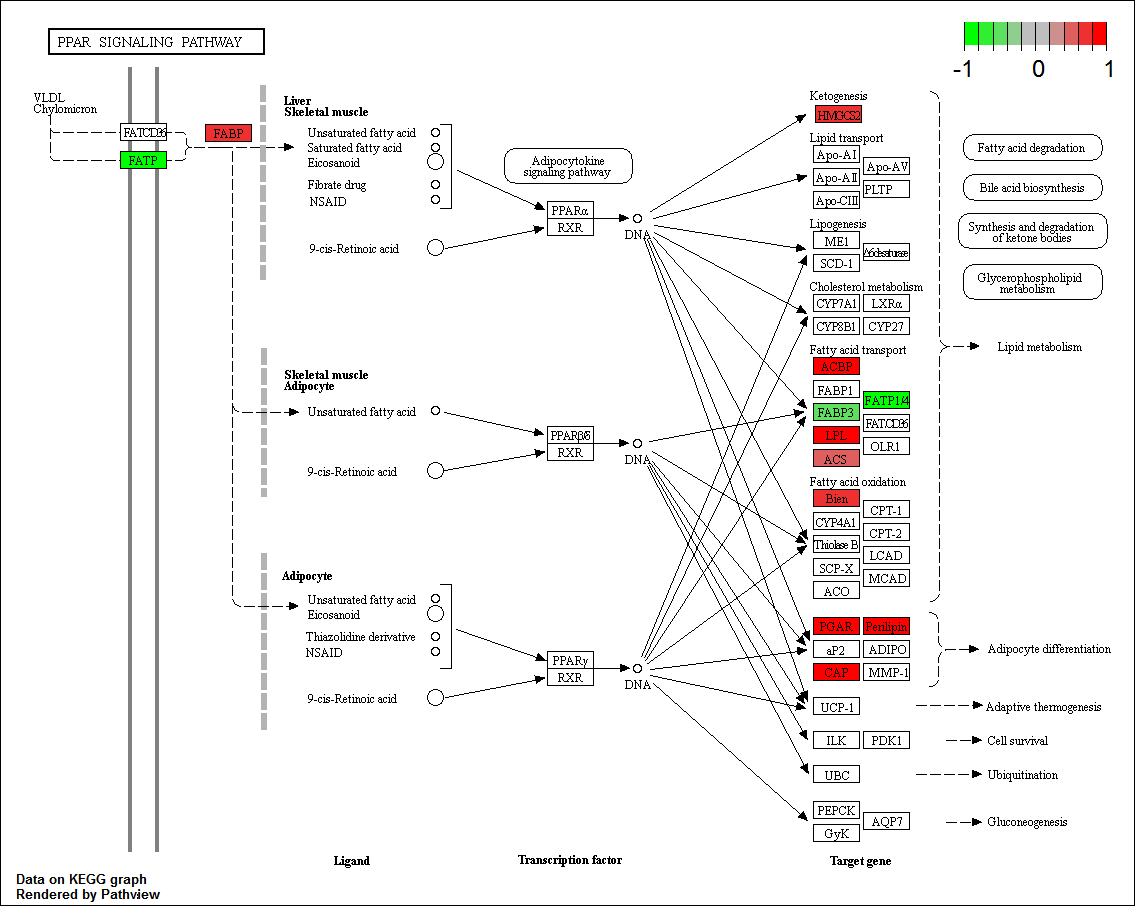 PPAR SIGNALING PATHWAY
-1 0 1
VLDL
Chylomicron
FATCD36
FATP
FABP
Liver
Skeletal muscle
Unsaturated fatty acid
Saturated fatty acid
Eicosanoid
Fibrate drug
NSAID
9-cis-Retinoic acid
Adipocytokine
signaling pathway
PPARα
RXR
DNA
Skeletal muscle
Adipocyte
Unsaturated fatty acid
9-cis-Retinoic acid
PPARβδ
RXR
DNA
Adipocyte
Unsaturated fatty acid
Eicosanoid
Thiazolidine derivative
NSAID
9-cis-Retinoic acid
PPARγ
RXR
DNA
Ketogenesis
HMGCS2
Lipid transport
Apo-AI
Apo-AV
Apo-AII
PLTP
Apo-CIII
Lipogenesis
ME1
SCD-1
Cholesterol metabolism
CYP7A1
LXRα
CYP8B1
CYP27
Fatty acid transport
ACBP
FABP1
FATP1/4
FABP3
FATCD36
LPL
OLR1
ACS
Fatty acid oxidation
Bien
CPT-1
CYP4A1
CPT-2
Thiolase B
LCAD
SCP-X
MCAD
ACO
PGAR
Perilipin
aP2
ADIPO
CAP
MMP-1
UCP-1
ILK
PDK1
UBC
PEPCK
AQP7
GyK
Fatty acid degradation
Bile acid biosynthesis
Synthesis and degradation
of ketone bodies
Glycerophospholipid
metabolism
Lipid metabolism
Adipocyte differentiation
Adaptive thermogenesis
Cell survival
Ubiquitination
Gluconeogenesis
Ligand
Transcription factor
Target gene
Data on KEGG graph
Rendered by Pathview